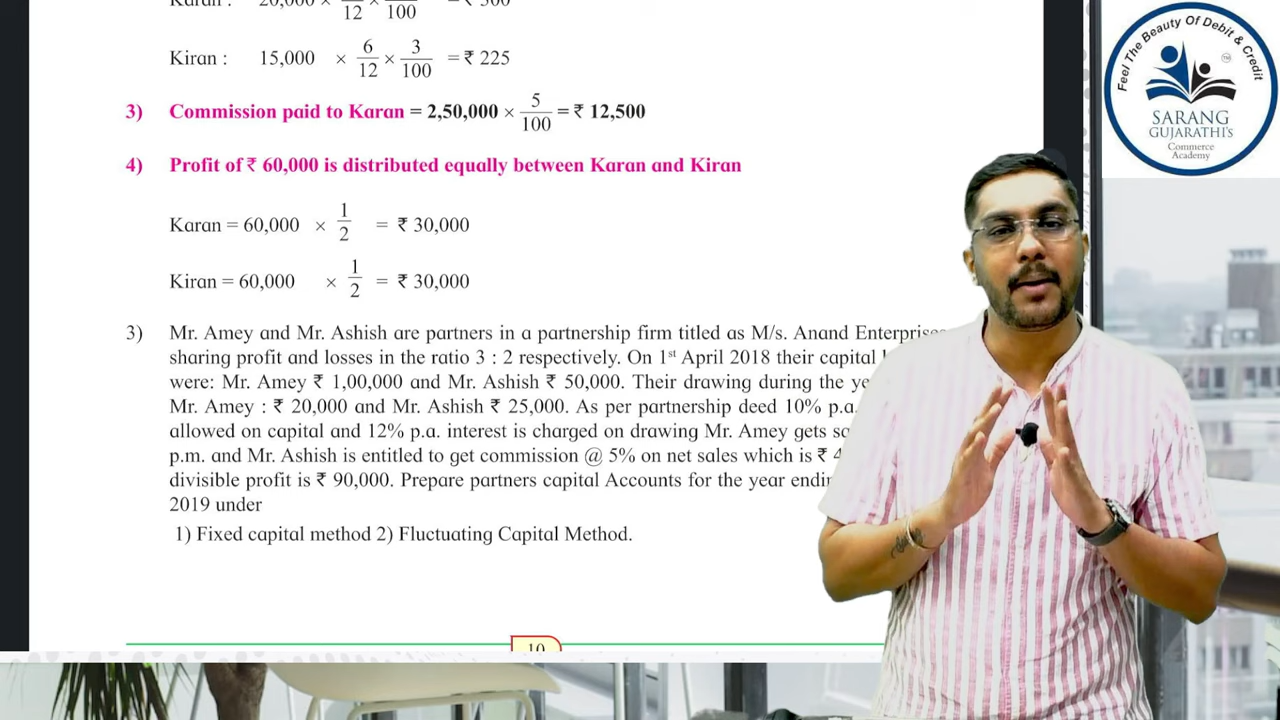 12 100
Kiran : 15,000 × 6/12 × 3/100 = ₹ 225
3) Commission paid to Karan = 2,50,000 × 5/100 = ₹ 12,500
4) Profit of ₹ 60,000 is distributed equally between Karan and Kiran
Karan = 60,000 × 1/2 = ₹ 30,000
Kiran = 60,000 × 1/2 = ₹ 30,000
3) Mr. Amey and Mr. Ashish are partners in a partnership firm titled as M/s. Anand
sharing profit and losses in the ratio 3 : 2 respectively. On 1st April 2018 their capital
were: Mr. Amey ₹ 1,00,000 and Mr. Ashish ₹ 50,000. Their drawing during the
Mr. Amey : ₹ 20,000 and Mr. Ashish ₹ 25,000. As per partnership deed 10% p.a.
allowed on capital and 12% p.a. interest is charged on drawing Mr. Amey gets
p.m. and Mr. Ashish is entitled to get commission @ 5% on net sales which is ₹
divisible profit is ₹ 90,000. Prepare partners capital Accounts for the year
2019 under
1) Fixed capital method 2) Fluctuating Capital Method.
10
Feel The Beauty Of Debit & Credit
TM
SARANG
GUJARATHI'S
Commerce
Academy